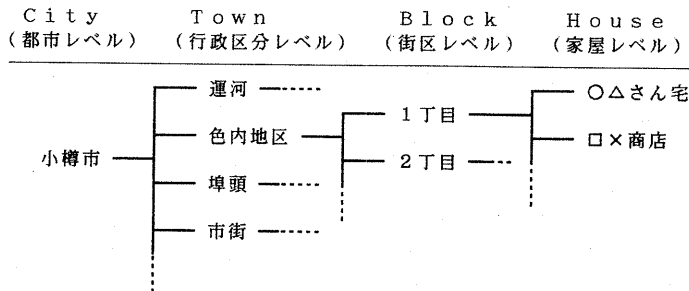 City Town Block House
(都市レベル) (行政区分レベル) (街区レベル) (家屋レベル)
運河
○△さん宅
1丁目
色内地区
□×商店
小樽市
2丁目
埠頭
市街